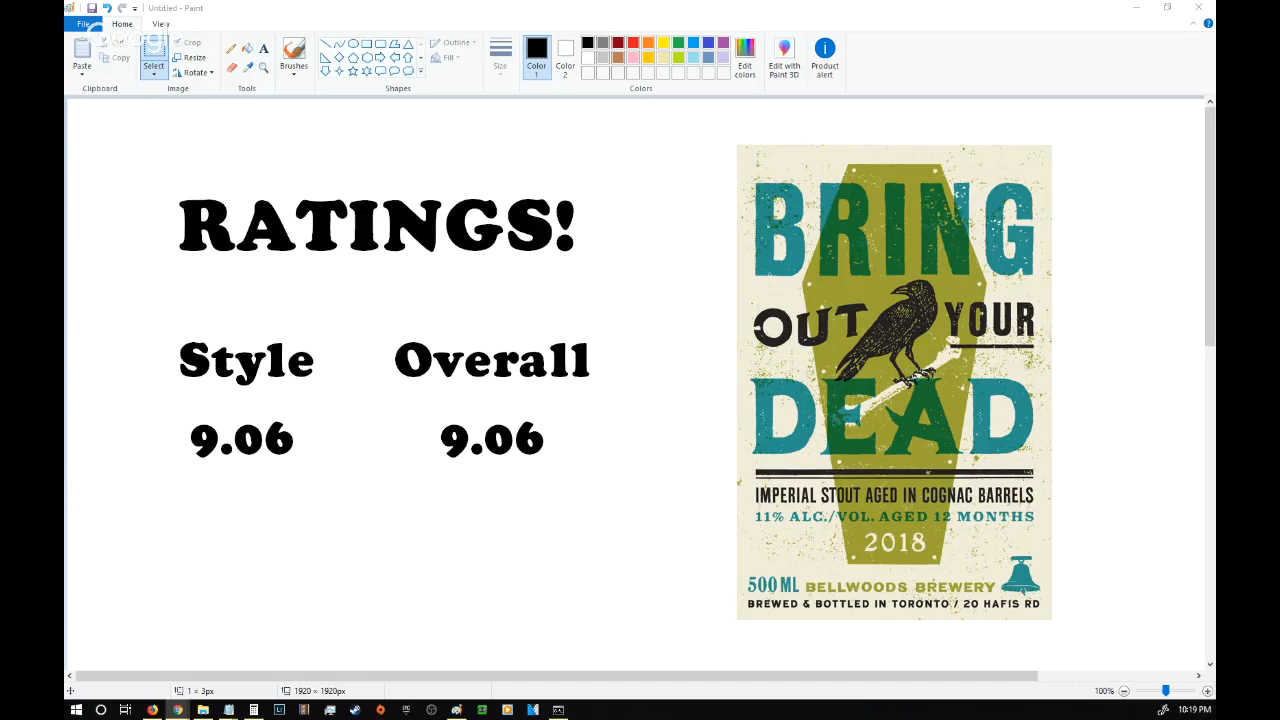 Untitled - Paint
File
Home
View
Paste
Copy
Clipboard
Select
Crop
Resize
Rotate
Image
Tools
Brushes
Shapes
Outline
Fill
Size
Color 1
Color 2
Colors
Edit colors
Edit with Paint 3D
Product alert
RATINGS!
Style Overall
9.06 9.06
BRING
OUT YOUR
DEAD
IMPERIAL STOUT AGED IN COGNAC BARRELS
11% ALC./VOL. AGED 12 MONTHS
2018
500 ML BELLWOODS BREWERY
BREWED & BOTTLED IN TORONTO / 20 HAFIS RD
1 × 3px
1920 × 1920px
100%
10:19 PM